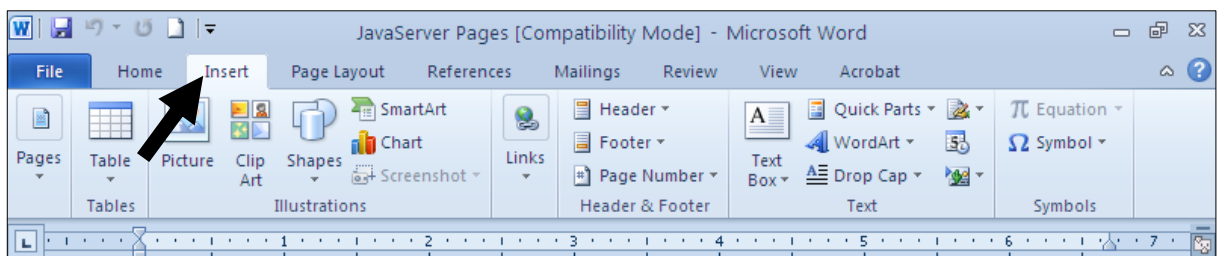 W JavaServer Pages [Compatibility Mode] - Microsoft Word
File Home Insert Page Layout References Mailings Review View Acrobat ?
Pages
Table
Picture
Clip Art
Shapes
SmartArt
Chart
Screenshot
Links
Header
Footer
# Page Number
A
Text Box
Quick Parts
WordArt
Drop Cap
π Equation
Ω Symbol
Tables Illustrations Header & Footer Text Symbols
L 1 2 3 4 5 6 7